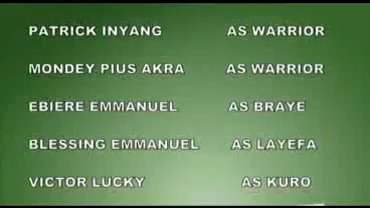 PATRICK INYANG AS WARRIOR
MONDEY PIUS AKRA AS WARRIOR
EBIERE EMMANUEL AS BRAYE
BLESSING EMMANUEL AS LAYEFA
VICTOR LUCKY AS KURO